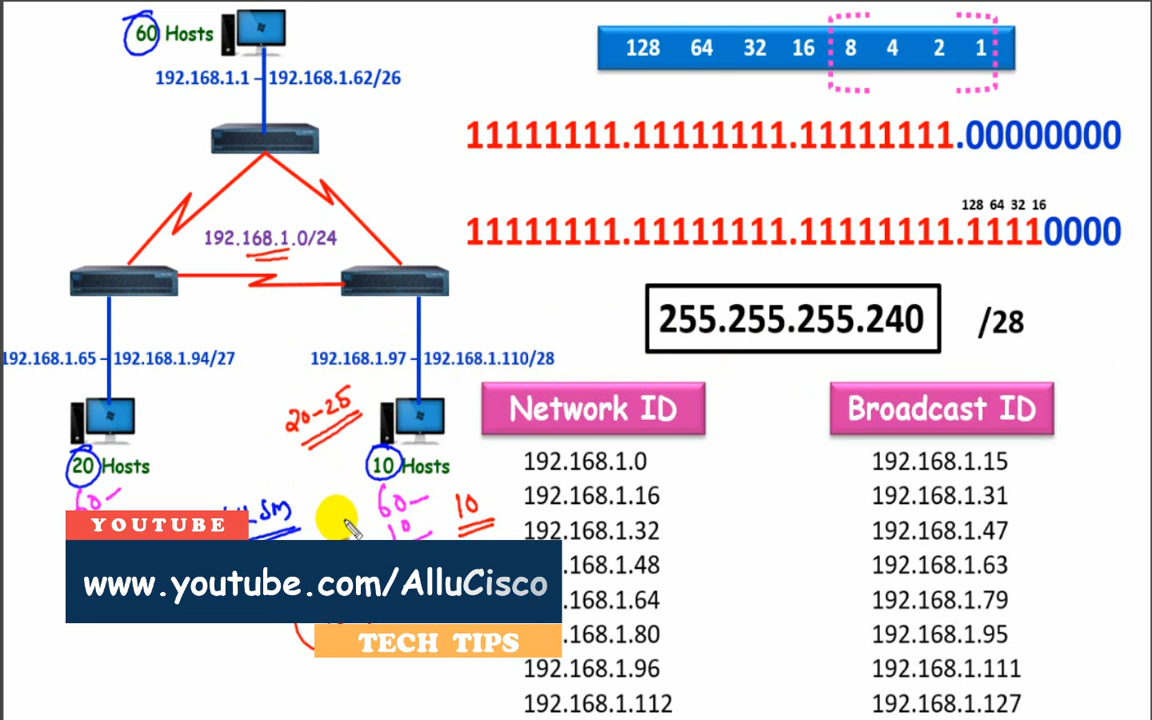 60 Hosts
192.168.1.1 – 192.168.1.62/26
128 64 32 16 8 4 2 1
11111111.11111111.11111111.00000000
128 64 32 16
11111111.11111111.11111111.11110000
192.168.1.0/24
255.255.255.240 /28
192.168.1.65 – 192.168.1.94/27
192.168.1.97 – 192.168.1.110/28
20-25
Network ID Broadcast ID
20 Hosts
10 Hosts
192.168.1.0 192.168.1.15
60-
60-
10
10
192.168.1.16 192.168.1.31
YOUTUBE
192.168.1.32 192.168.1.47
www.youtube.com/AlluCisco
.168.1.48 192.168.1.63
.168.1.64 192.168.1.79
TECH TIPS
.168.1.80 192.168.1.95
192.168.1.96 192.168.1.111
192.168.1.112 192.168.1.127